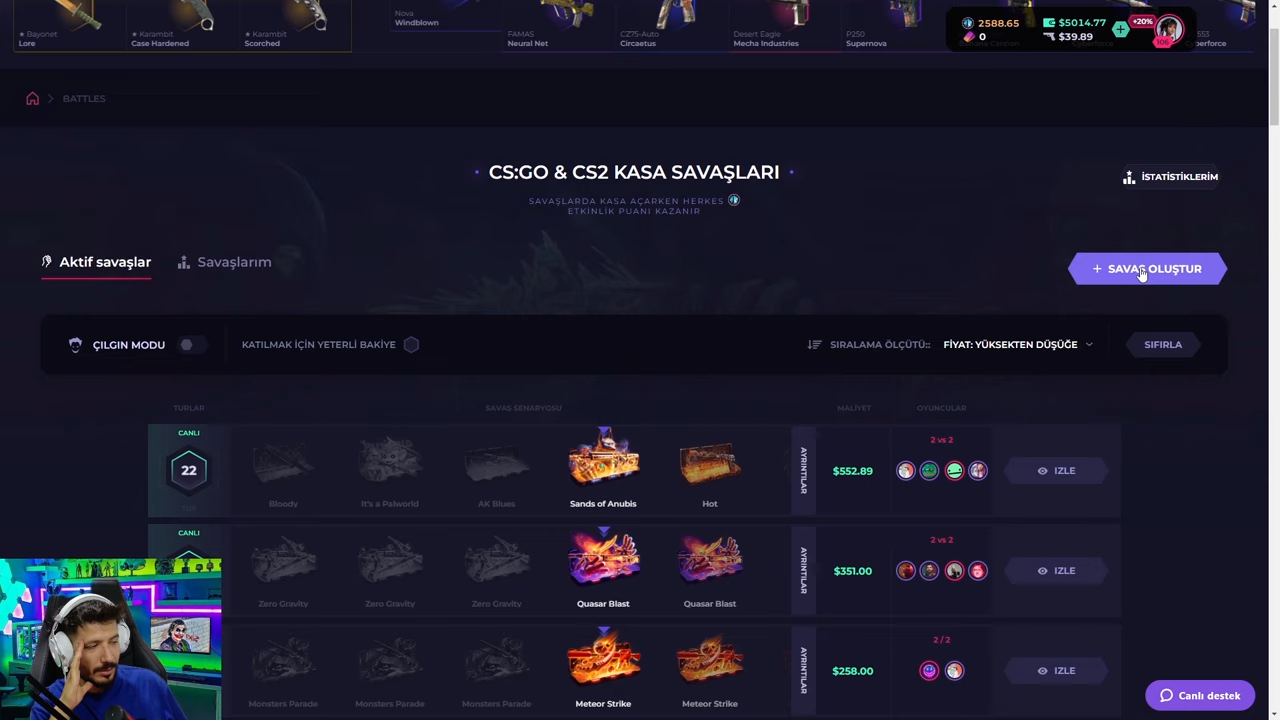 ★ Bayonet
Lore
★ Karambit
Case Hardened
★ Karambit
Scorched
Nova
Windblown
FAMAS
Neural Net
CZ75-Auto
Circaetus
Desert Eagle
Mecha Industries
P250
Supernova
2588.65
0
$5014.77
$39.89
+20%
BATTLES
CS:GO & CS2 KASA SAVAŞLARI
SAVAŞLARDA KASA AÇARKEN HERKES
ETKİNLİK PUANI KAZANIR
İSTATİSTİKLERİM
Aktif savaşlar
Savaşlarım
+ SAVAŞ OLUŞTUR
ÇILGIN MODU
KATILMAK İÇİN YETERLİ BAKİYE
SIRALAMA ÖLÇÜTÜ::
FİYAT: YÜKSEKTEN DÜŞÜĞE
SIFIRLA
TURLAR
SAVAŞ SENARYOSU
MALİYET
OYUNCULAR
CANLI
22
Bloody
It's a Palworld
AK Blues
Sands of Anubis
Hot
AYRINTILAR
$552.89
2 vs 2
IZLE
CANLI
Zero Gravity
Zero Gravity
Zero Gravity
Quasar Blast
Quasar Blast
AYRINTILAR
$351.00
2 vs 2
IZLE
Monsters Parade
Monsters Parade
Monsters Parade
Meteor Strike
Meteor Strike
AYRINTILAR
$258.00
2 / 2
IZLE
Canlı destek